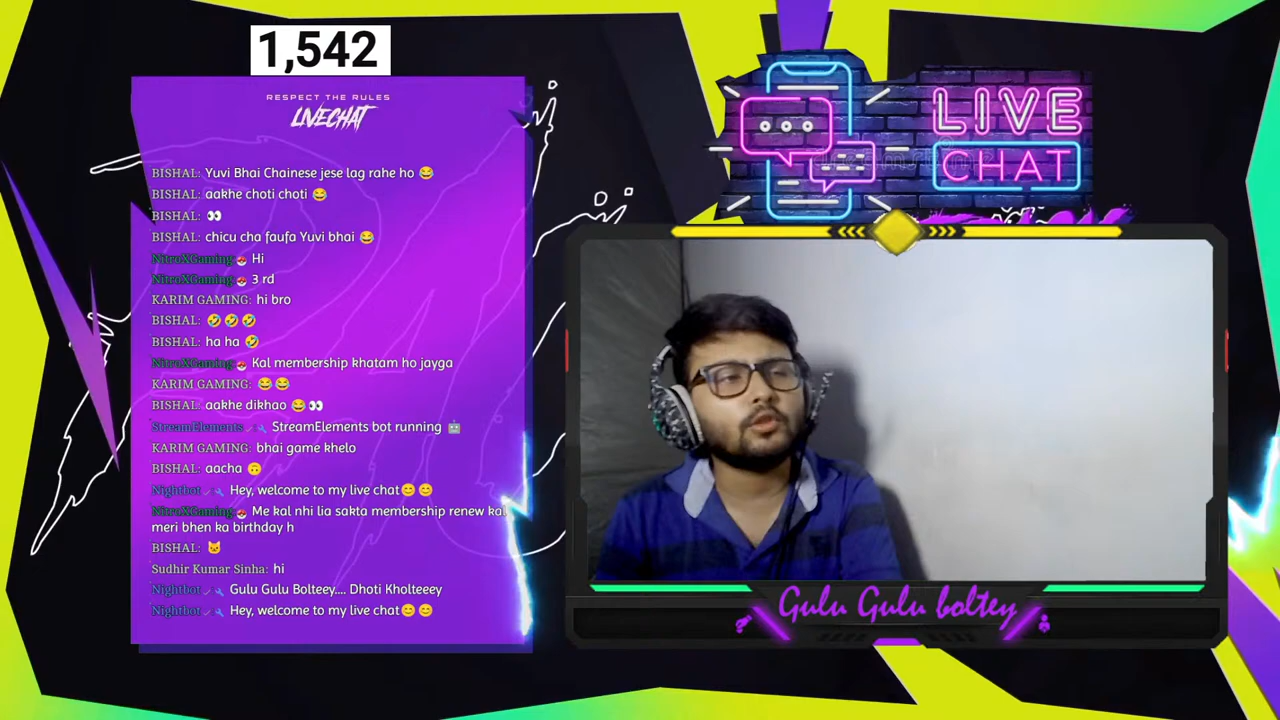 1,542
RESPECT THE RULES
LIVECHAT
BISHAL: Yuvi Bhai Chainese jese lag rahe ho 😂
BISHAL: aakhe choti choti 😂
BISHAL: 👀
BISHAL: chicu cha faufa Yuvi bhai 😂
NitroXGaming Hi
NitroXGaming 3 rd
KARIM GAMING: hi bro
BISHAL: 🤣🤣🤣
BISHAL: ha ha 🤣
NitroXGaming Kal membership khatam ho jayga
KARIM GAMING: 😂😂
BISHAL: aakhe dikhao 😂👀
StreamElements StreamElements bot running 🤖
KARIM GAMING: bhai game khelo
BISHAL: aacha 🙃
Nightbot Hey, welcome to my live chat😊😊
NitroXGaming Me kal nhi lia sakta membership renew kal
meri bhen ka birthday h
BISHAL: 🐱
Sudhir Kumar Sinha: hi
Nightbot Gulu Gulu Bolteey.... Dhoti Kholteeey
Nightbot Hey, welcome to my live chat😊😊
LIVE
CHAT
Gulu Gulu boltey